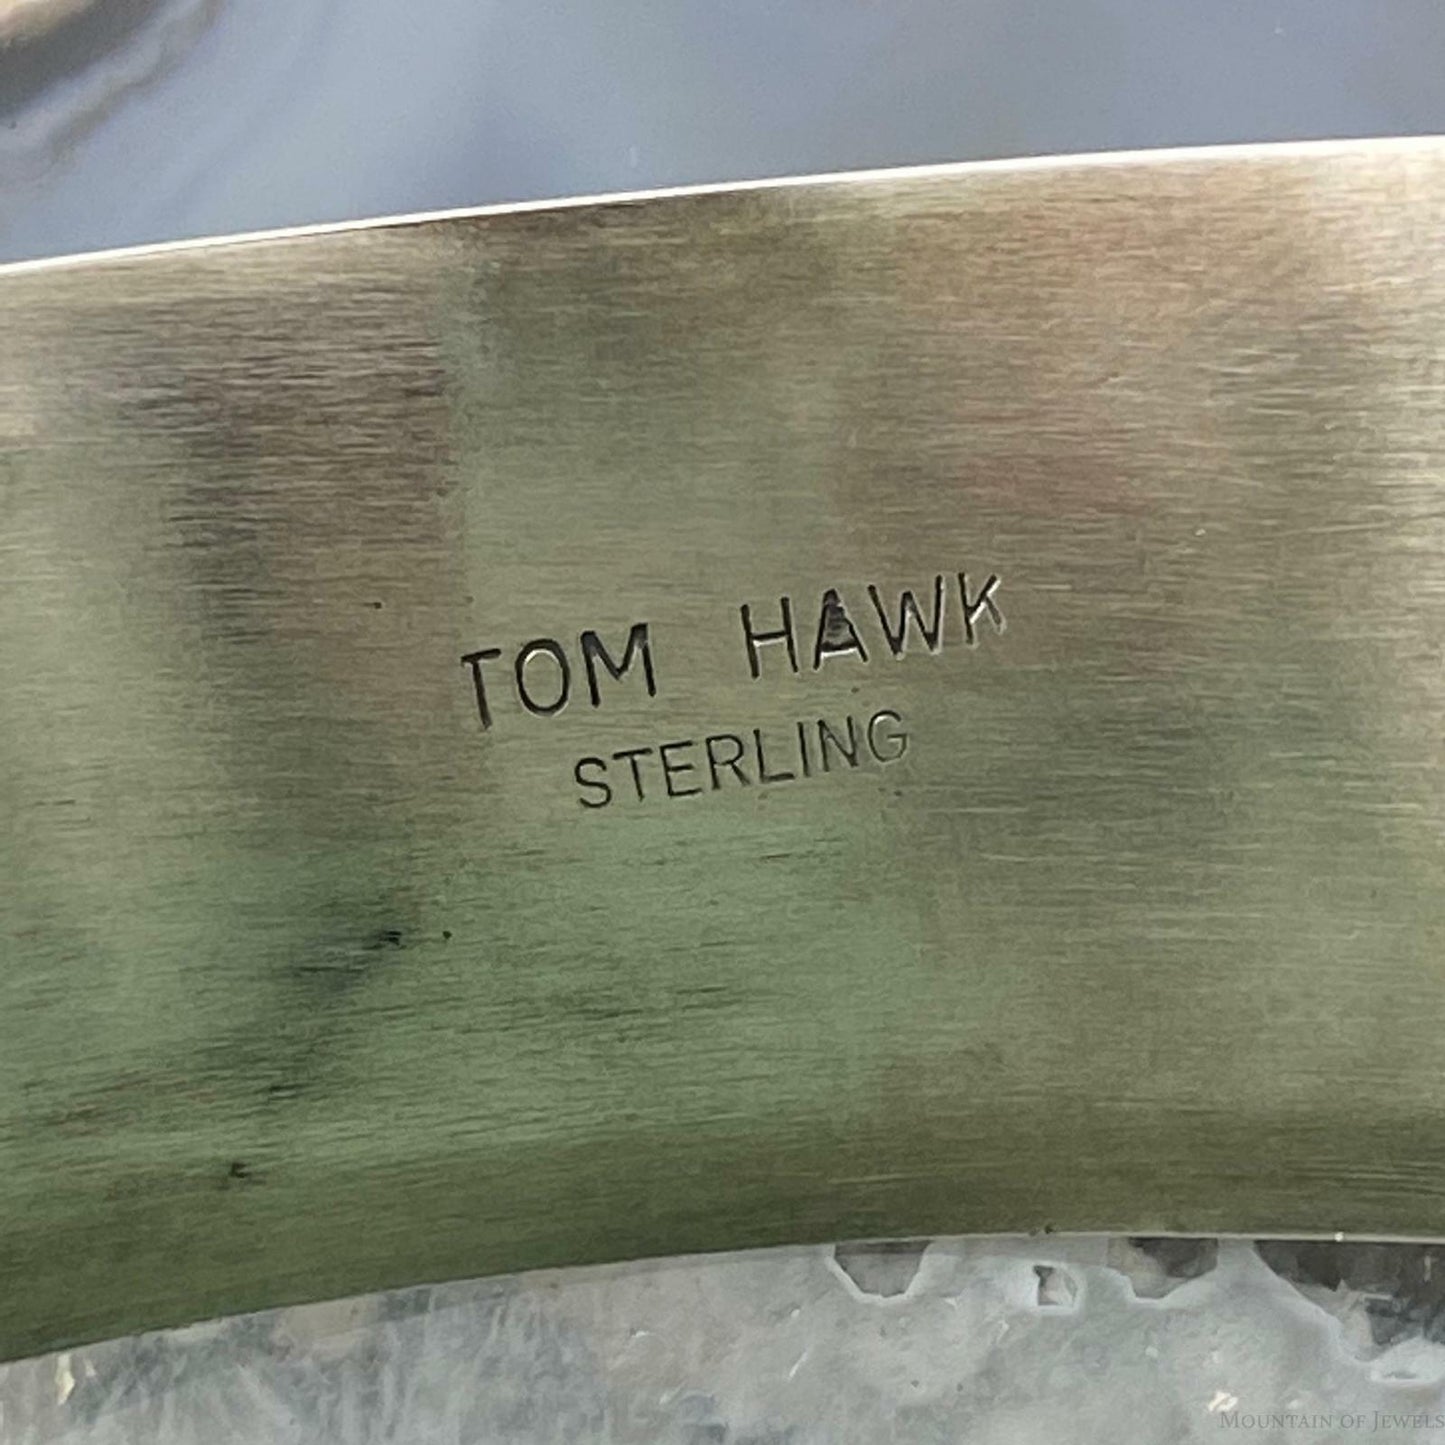 TOM HAWK
STERLING
MOUNTAIN OF JEWELS